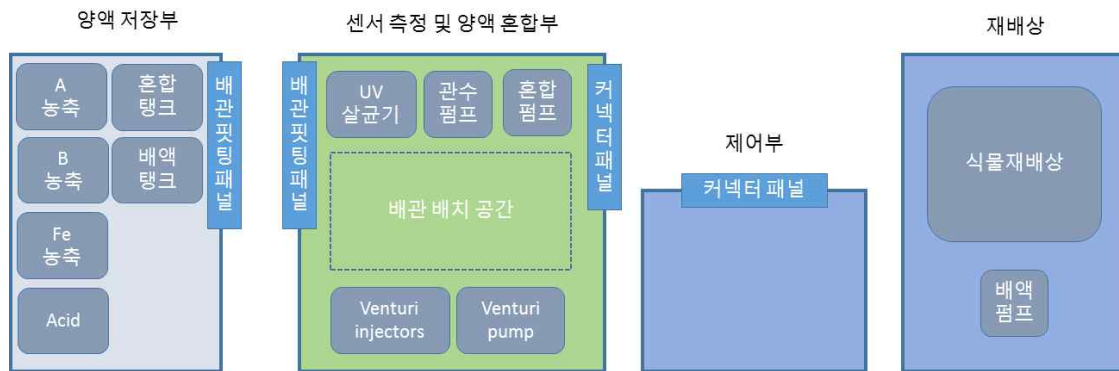 양액 저장부
센서 측정 및 양액 혼합부
재배상
제어부
A
농축
혼합
탱크
B
농축
배액
탱크
Fe
농축
Acid
배관핏팅패널
배관핏팅패널
UV
살균기
관수
펌프
혼합
펌프
커넥터패널
배관 배치 공간
Venturi
injectors
Venturi
pump
커넥터 패널
식물재배상
배액
펌프